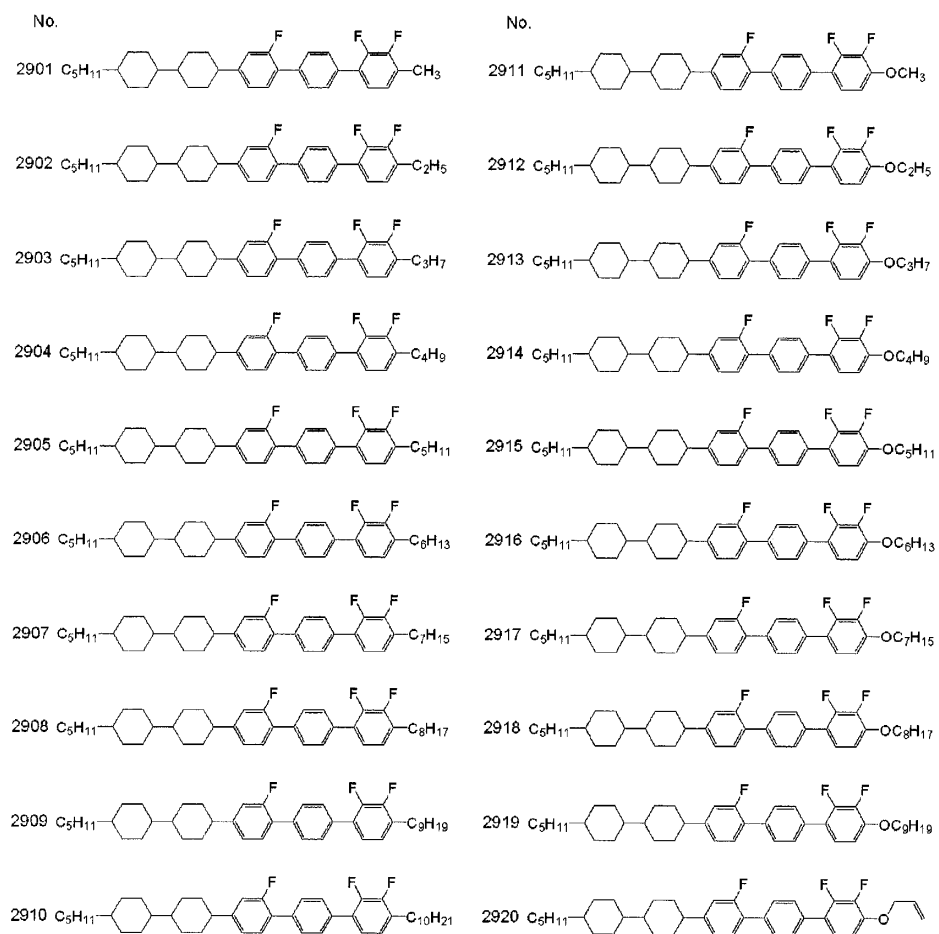 No.
F F F
2901 C5H11 CH3
F F F
2902 C5H11 C2H5
F F F
2903 C5H11 C3H7
F F F
2904 C5H11 C4H9
F F F
2905 C5H11 C5H11
F F F
2906 C5H11 C6H13
F F F
2907 C5H11 C7H15
F F F
2908 C5H11 C8H17
F F F
2909 C5H11 C9H19
F F F
2910 C5H11 C10H21
No.
F F F
2911 C5H11 OCH3
F F F
2912 C5H11 OC2H5
F F F
2913 C5H11 OC3H7
F F F
2914 C5H11 OC4H9
F F F
2915 C5H11 OC5H11
F F F
2916 C5H11 OC6H13
F F F
2917 C5H11 OC7H15
F F F
2918 C5H11 OC8H17
F F F
2919 C5H11 OC9H19
F F F
2920 C5H11 O